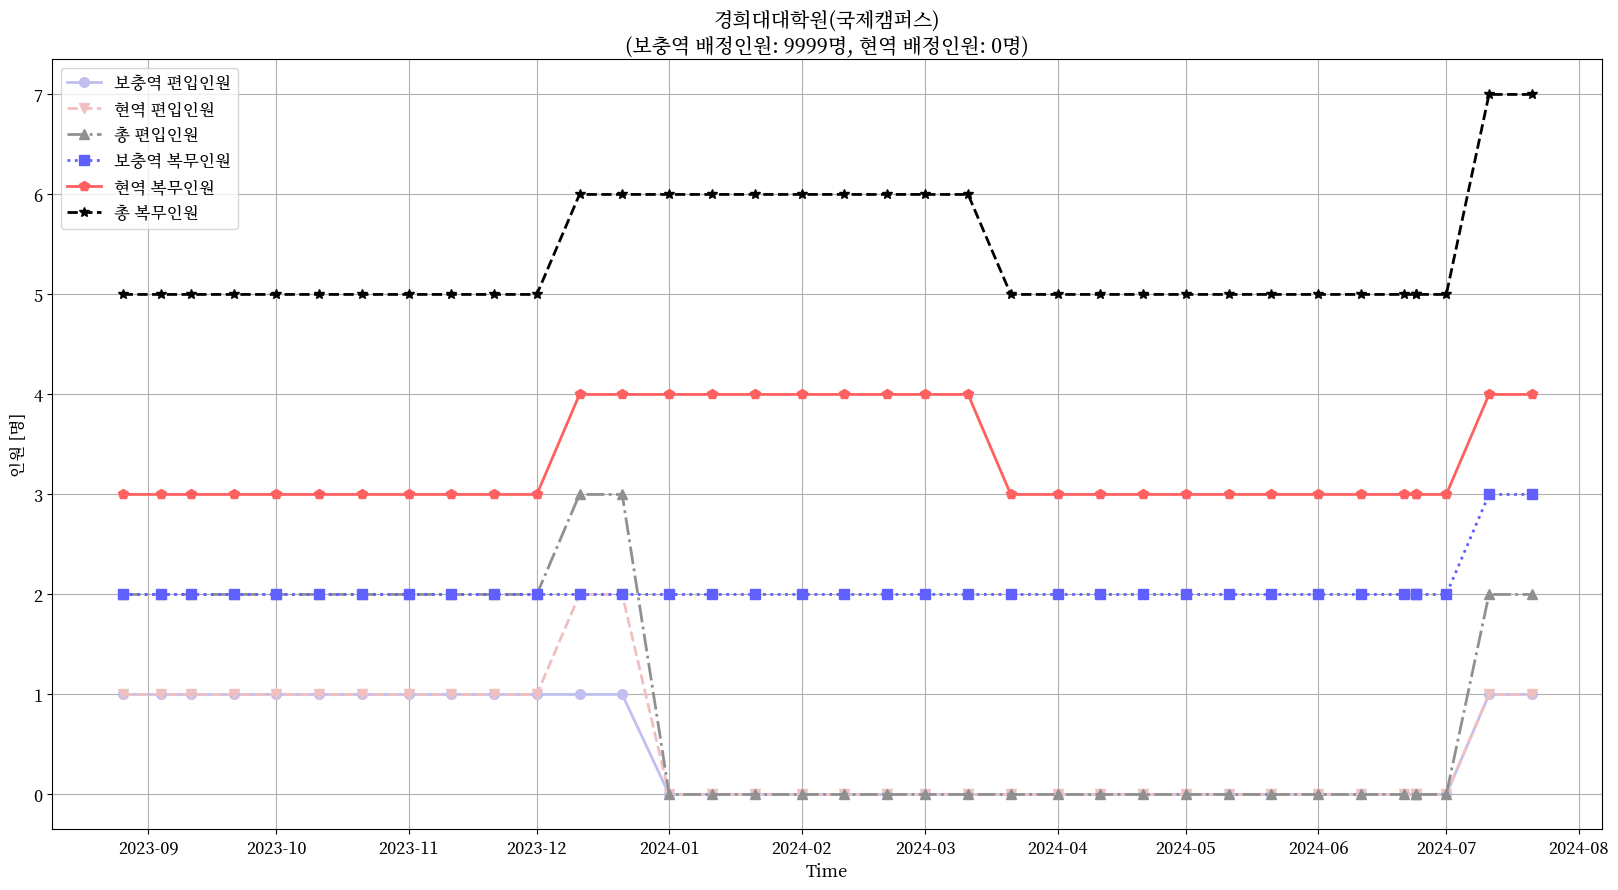 경희대대학원(국제캠퍼스)
(보충역 배정인원: 9999명, 현역 배정인원: 0명)
보충역 편입인원
현역 편입인원
총 편입인원
보충역 복무인원
현역 복무인원
총 복무인원
인원 [명]
7
6
5
4
3
2
1
0
2023-09 2023-10 2023-11 2023-12 2024-01 2024-02 2024-03 2024-04 2024-05 2024-06 2024-07 2024-08
Time